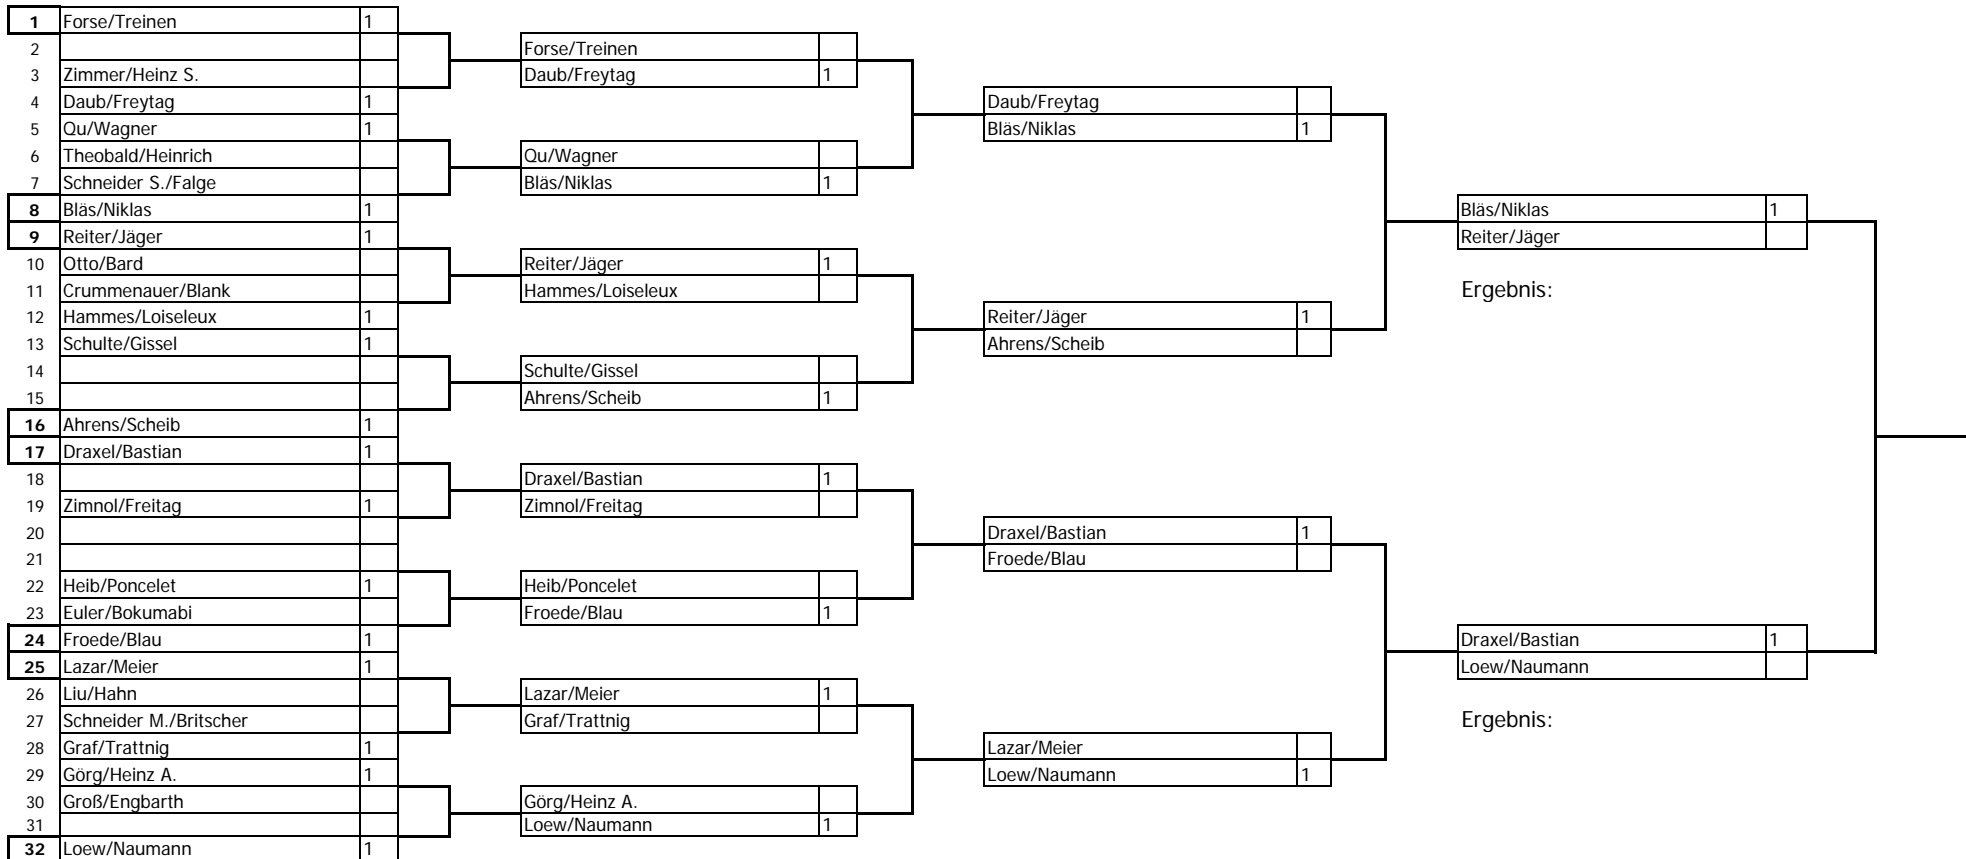 1 Forse/Treinen 1
2
3 Zimmer/Heinz S.
4 Daub/Freytag 1
5 Qu/Wagner 1
6 Theobald/Heinrich
7 Schneider S./Falge
8 Bläs/Niklas 1
9 Reiter/Jäger 1
10 Otto/Bard
11 Crummenauer/Blank
12 Hammes/Loiseleux 1
13 Schulte/Gissel 1
14
15
16 Ahrens/Scheib 1
17 Draxel/Bastian 1
18
19 Zimnol/Freitag 1
20
21
22 Heib/Poncelet 1
23 Euler/Bokumabi
24 Froede/Blau 1
25 Lazar/Meier 1
26 Liu/Hahn
27 Schneider M./Britscher
28 Graf/Trattnig 1
29 Görg/Heinz A. 1
30 Groß/Engbarth
31
32 Loew/Naumann 1
Forse/Treinen
Daub/Freytag 1
Qu/Wagner
Bläs/Niklas 1
Reiter/Jäger 1
Hammes/Loiseleux
Schulte/Gissel
Ahrens/Scheib 1
Draxel/Bastian 1
Zimnol/Freitag
Heib/Poncelet
Froede/Blau 1
Lazar/Meier 1
Graf/Trattnig
Görg/Heinz A.
Loew/Naumann 1
Daub/Freytag
Bläs/Niklas 1
Reiter/Jäger 1
Ahrens/Scheib
Draxel/Bastian 1
Froede/Blau
Lazar/Meier
Loew/Naumann 1
Bläs/Niklas 1
Reiter/Jäger
Ergebnis:
Draxel/Bastian 1
Loew/Naumann
Ergebnis: